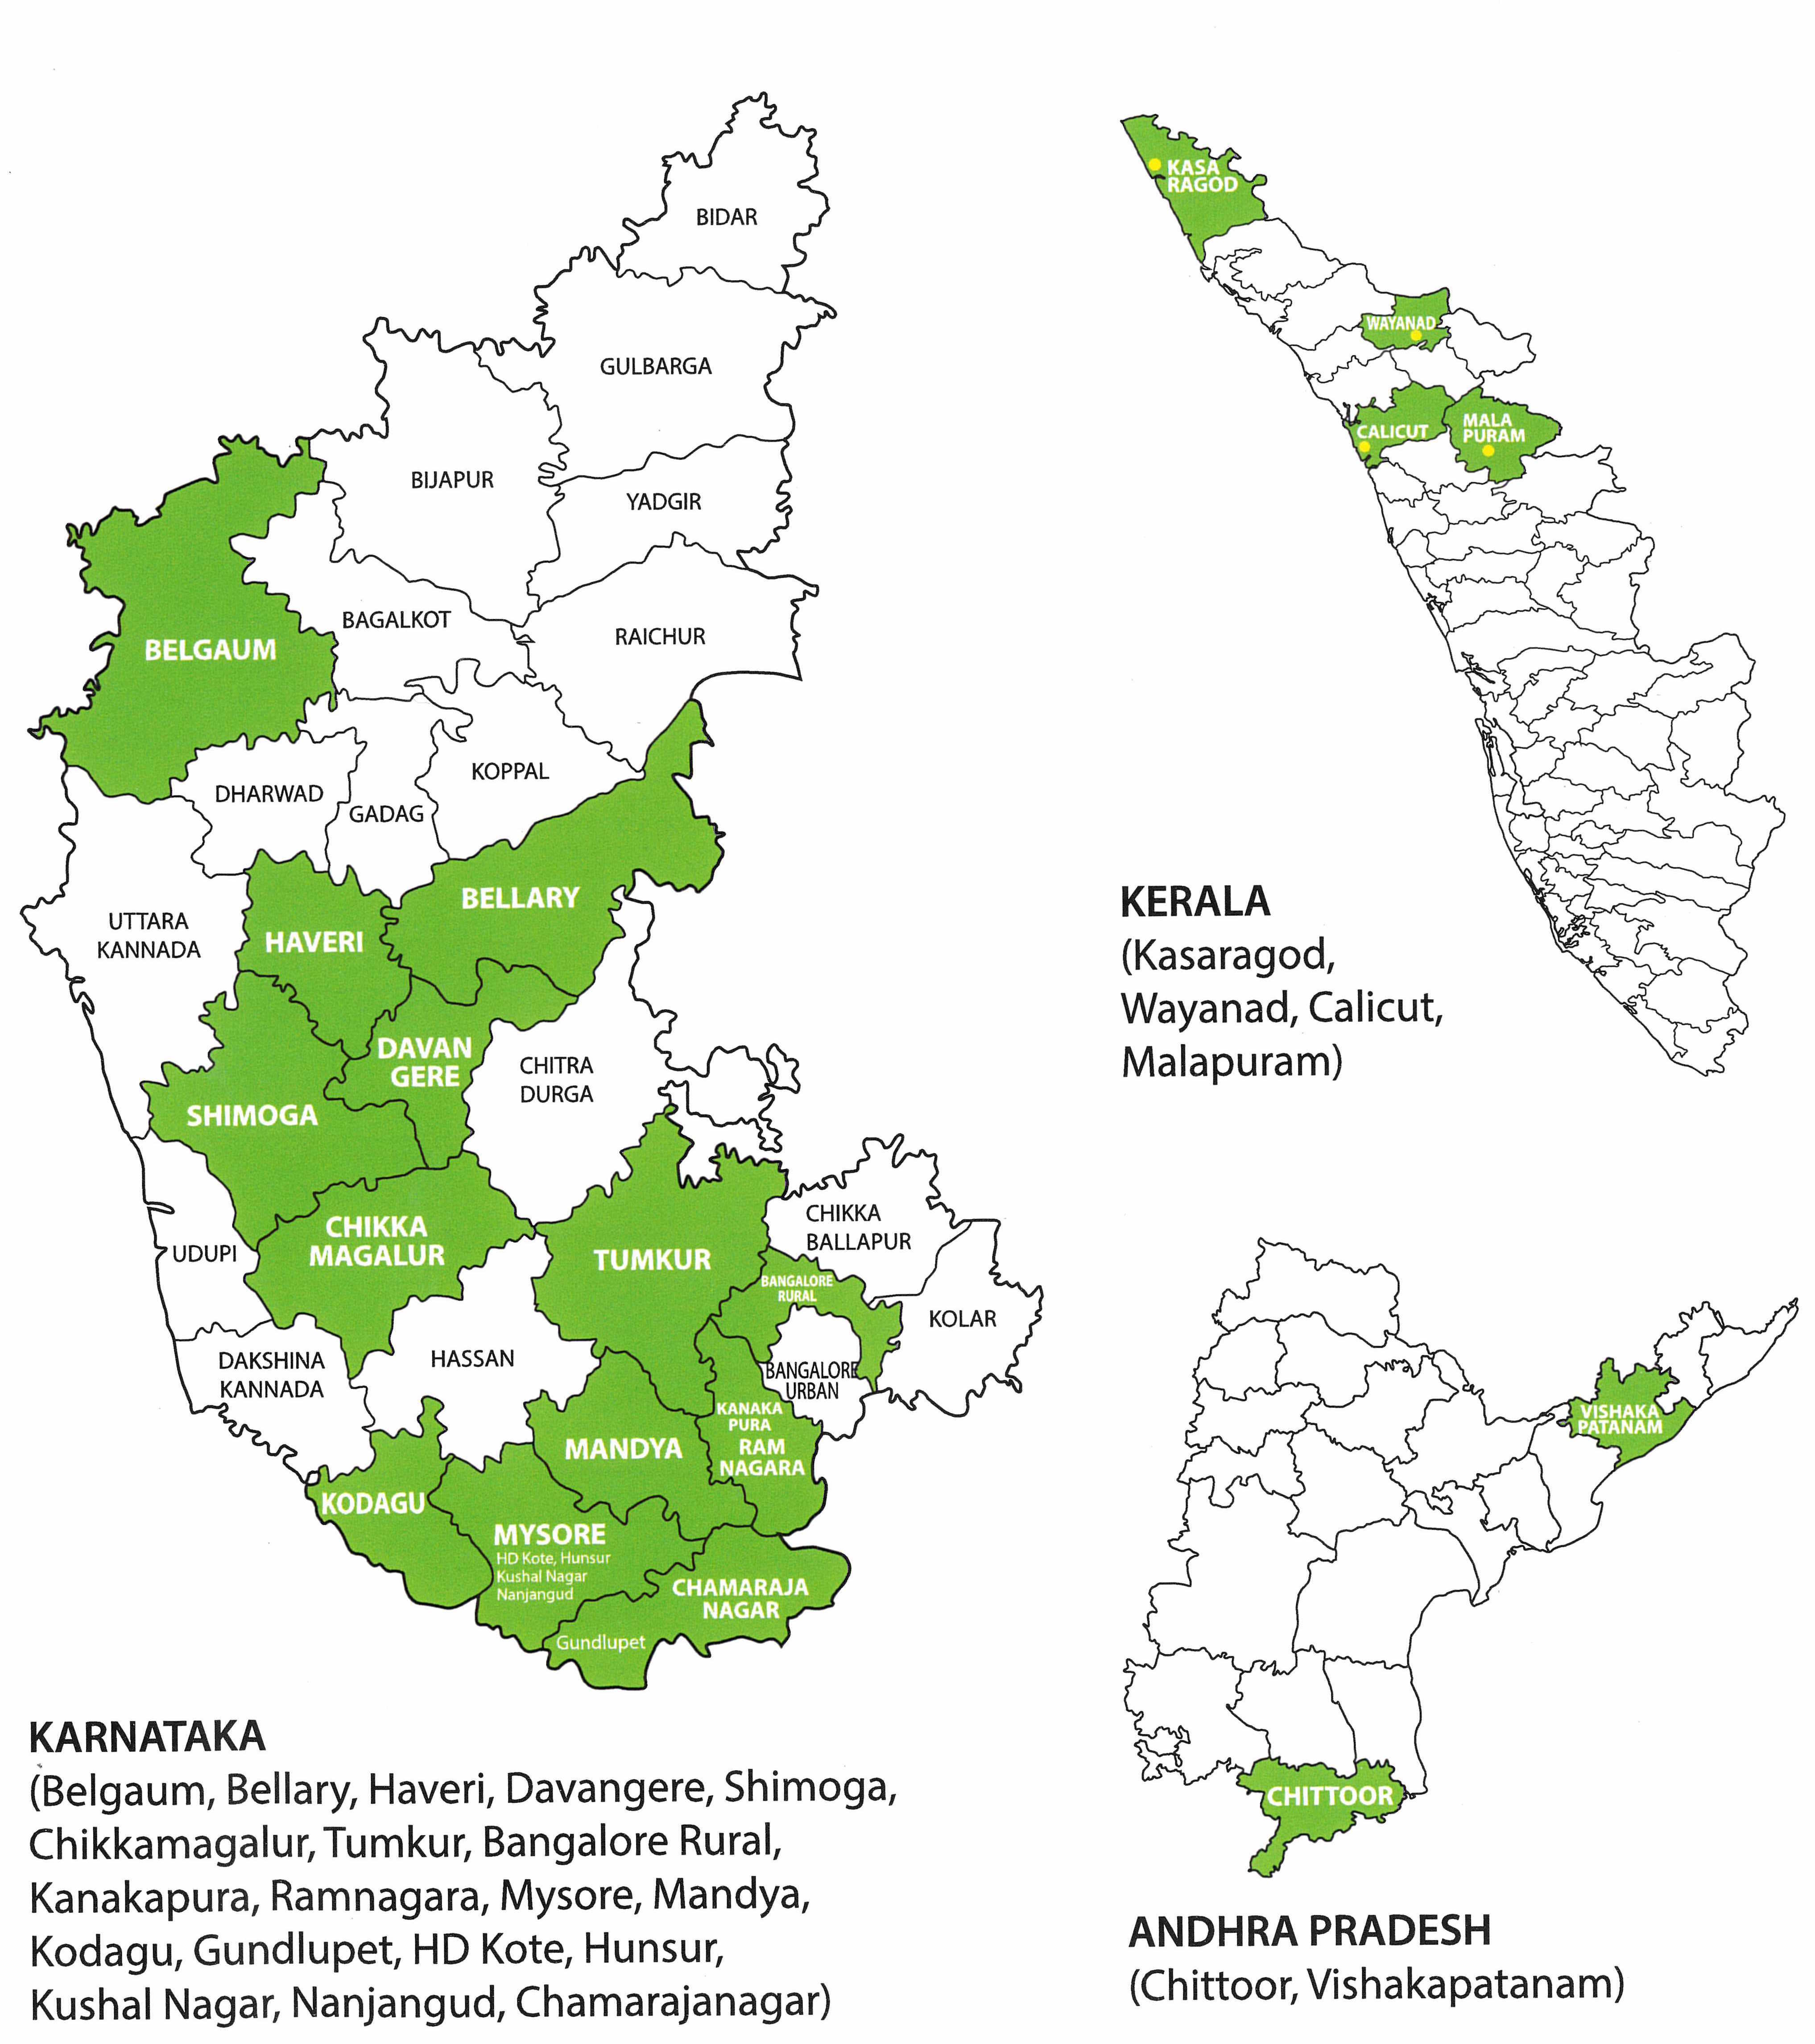 BIDAR
GULBARGA
BIJAPUR
YADGIR
BAGALKOT
RAICHUR
BELGAUM
KOPPAL
DHARWAD
GADAG
BELLARY
UTTARA
KANNADA
HAVERI
DAVAN
GERE
CHITRA
DURGA
SHIMOGA
CHIKKA
BALLAPUR
CHIKKA
MAGALUR
UDUPI
TUMKUR
BANGALORE
RURAL
KOLAR
DAKSHINA
KANNADA
HASSAN
BANGALORE
URBAN
KANAKA
PURA
RAM
NAGARA
MANDYA
KODAGU
MYSORE
HD Kote, Hunsur
Kushal Nagar
Nanjangud
CHAMARAJA
NAGAR
Gundlupet
KARNATAKA
(Belgaum, Bellary, Haveri, Davangere, Shimoga,
Chikkamagalur, Tumkur, Bangalore Rural,
Kanakapura, Ramnagara, Mysore, Mandya,
Kodagu, Gundlupet, HD Kote, Hunsur,
Kushal Nagar, Nanjangud, Chamarajanagar)
KASA
RAGOD
WAYANAD
CALICUT
MALA
PURAM
KERALA
(Kasaragod,
Wayanad, Calicut,
Malapuram)
VISHAKA
PATANAM
CHITTOOR
ANDHRA PRADESH
(Chittoor, Vishakapatanam)